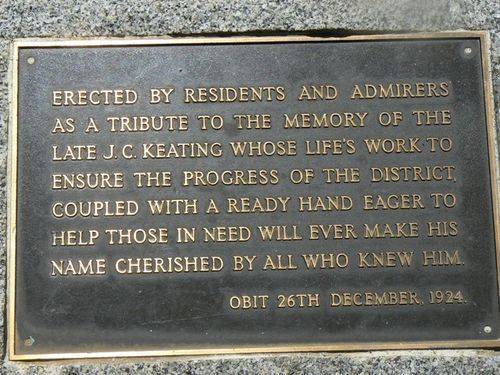 ERECTED BY RESIDENTS AND ADMIRERS
AS A TRIBUTE TO THE MEMORY OF THE
LATE J. C. KEATING WHOSE LIFE'S WORK TO
ENSURE THE PROGRESS OF THE DISTRICT,
COUPLED WITH A READY HAND EAGER TO
HELP THOSE IN NEED WILL EVER MAKE HIS
NAME CHERISHED BY ALL WHO KNEW HIM.
OBIT 26TH DECEMBER, 1924.